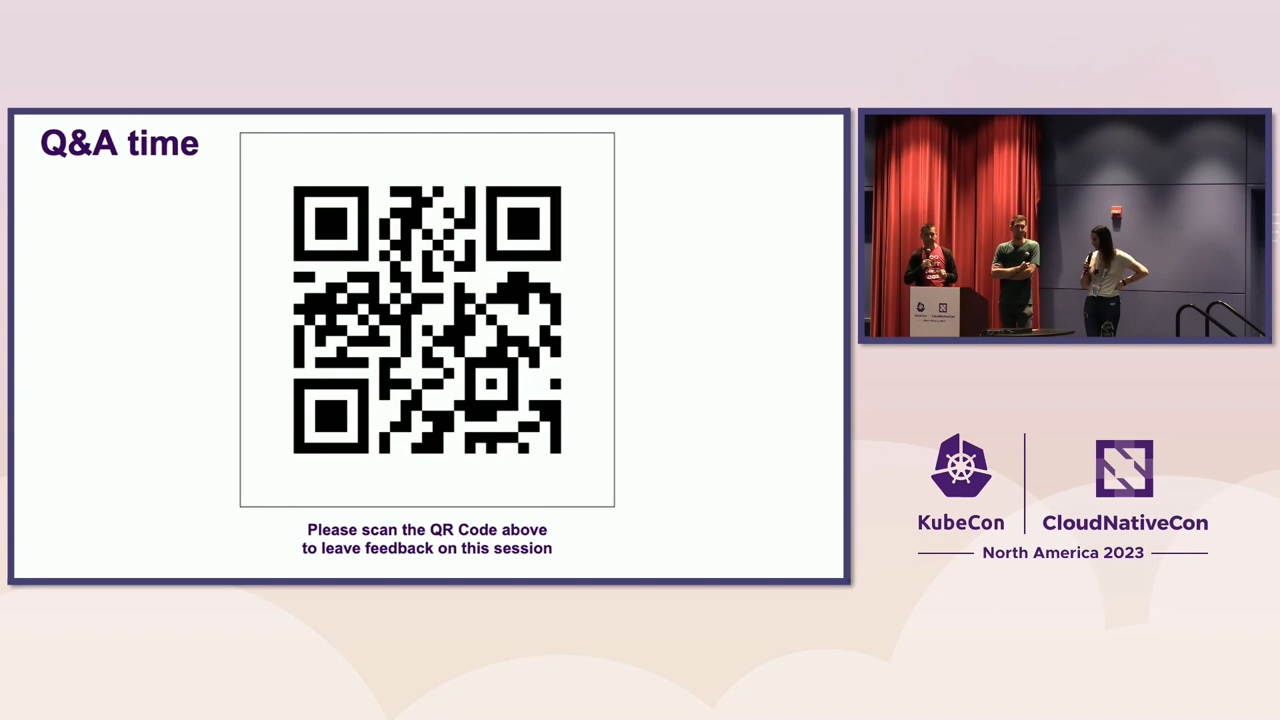 Q&A time
Please scan the QR Code above
to leave feedback on this session
KubeCon
CloudNativeCon
North America 2023